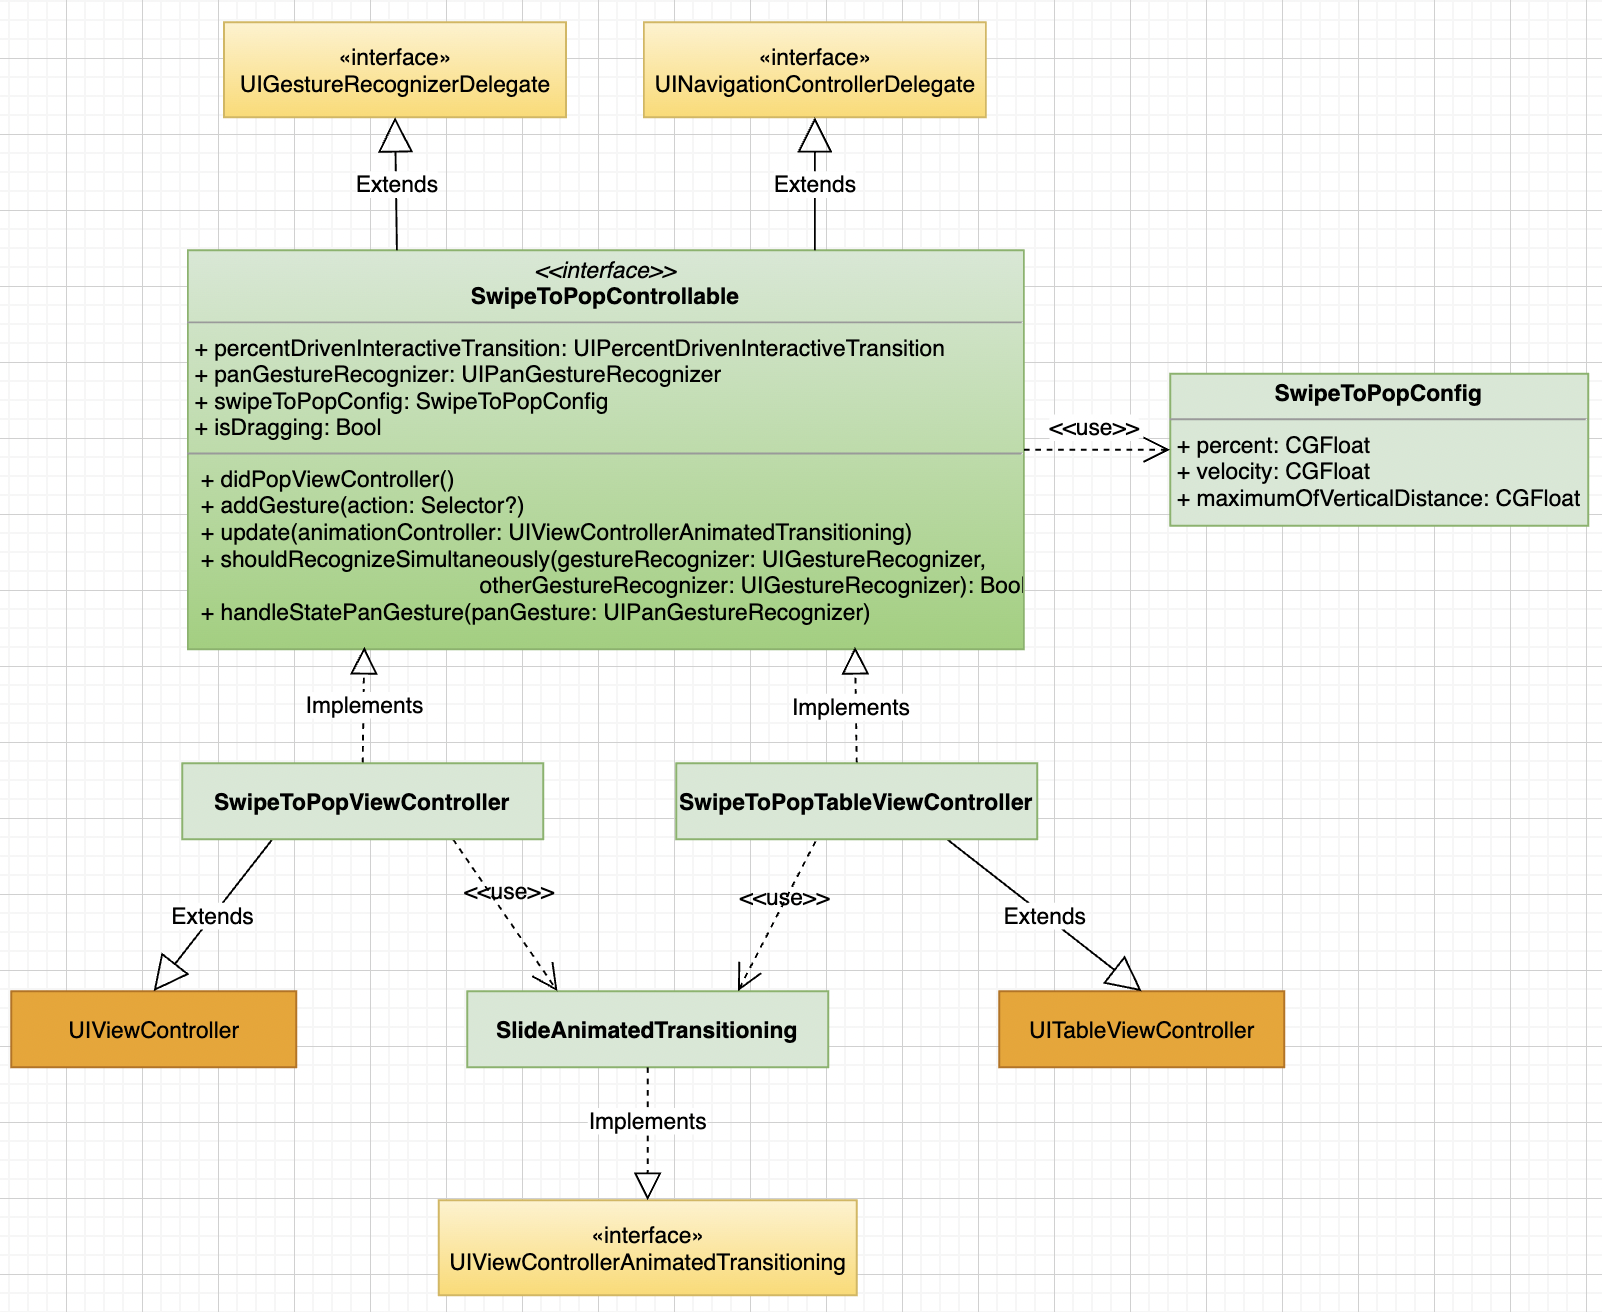 «interface»
UIGestureRecognizerDelegate
«interface»
UINavigationControllerDelegate
Extends
Extends
<<interface>>
SwipeToPopControllable
+ percentDrivenInteractiveTransition: UIPercentDrivenInteractiveTransition
+ panGestureRecognizer: UIPanGestureRecognizer
+ swipeToPopConfig: SwipeToPopConfig
+ isDragging: Bool
+ didPopViewController()
+ addGesture(action: Selector?)
+ update(animationController: UIViewControllerAnimatedTransitioning)
+ shouldRecognizeSimultaneously(gestureRecognizer: UIGestureRecognizer,
otherGestureRecognizer: UIGestureRecognizer): Bool
+ handleStatePanGesture(panGesture: UIPanGestureRecognizer)
<<use>>
SwipeToPopConfig
+ percent: CGFloat
+ velocity: CGFloat
+ maximumOfVerticalDistance: CGFloat
Implements
Implements
SwipeToPopViewController
SwipeToPopTableViewController
Extends
<<use>>
<<use>>
Extends
UIViewController
SlideAnimatedTransitioning
UITableViewController
Implements
«interface»
UIViewControllerAnimatedTransitioning